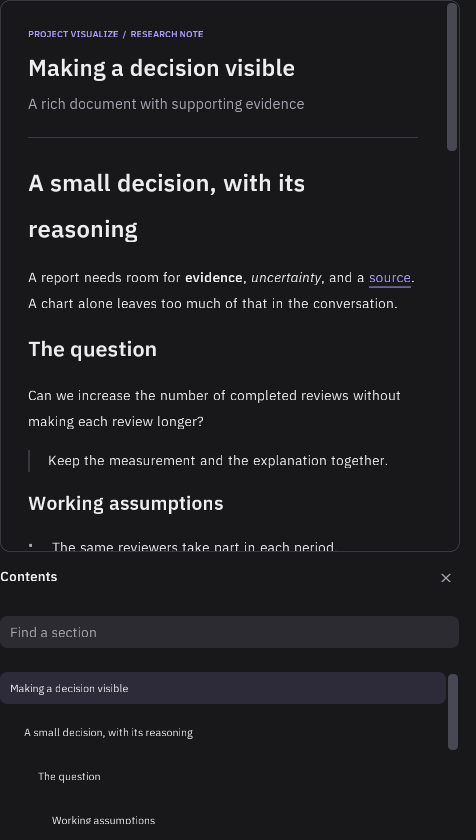 PROJECT VISUALIZE / RESEARCH NOTE
Making a decision visible
A rich document with supporting evidence
A small decision, with its
reasoning
A report needs room for evidence, uncertainty, and a source.
A chart alone leaves too much of that in the conversation.
The question
Can we increase the number of completed reviews without
making each review longer?
Keep the measurement and the explanation together.
Working assumptions
• The same reviewers take part in each period
Contents
Find a section
Making a decision visible
A small decision, with its reasoning
The question
Working assumptions